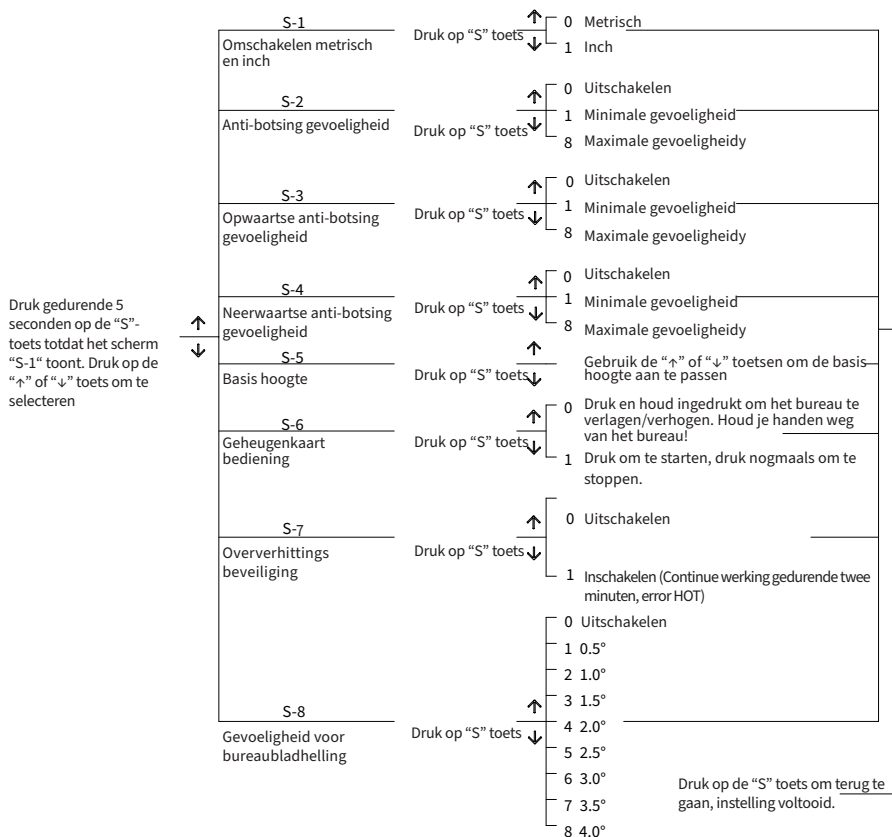 Druk gedurende 5
seconden op de “S”-
toets totdat het scherm
“S-1“ toont. Druk op de
“↑” of “↓” toets om te
selecteren
↑
↓
S-1
Omschakelen metrisch
en inch
Druk op “S” toets
↑
↓
0 Metrisch
1 Inch
S-2
Anti-botsing gevoeligheid
Druk op “S” toets
↑
↓
0 Uitschakelen
1 Minimale gevoeligheid
8 Maximale gevoeligheidy
S-3
Opwaartse anti-botsing
gevoeligheid
Druk op “S” toets
↑
↓
0 Uitschakelen
1 Minimale gevoeligheid
8 Maximale gevoeligheidy
S-4
Neerwaartse anti-botsing
gevoeligheid
Druk op “S” toets
↑
↓
0 Uitschakelen
1 Minimale gevoeligheid
8 Maximale gevoeligheidy
S-5
Basis hoogte
Druk op “S” toets
↑
↓
Gebruik de “↑” of “↓” toetsen om de basis
hoogte aan te passen
S-6
Geheugenkaart
bediening
Druk op “S” toets
↑
↓
0 Druk en houd ingedrukt om het bureau te
verlagen/verhogen. Houd je handen weg
van het bureau!
1 Druk om te starten, druk nogmaals om te
stoppen.
S-7
Oververhittings
beveiliging
Druk op “S” toets
↑
↓
0 Uitschakelen
1 Inschakelen (Continue werking gedurende twee
minuten, error HOT)
S-8
Gevoeligheid voor
bureaubladhelling
Druk op “S” toets
↑
↓
0 Uitschakelen
1 0.5°
2 1.0°
3 1.5°
4 2.0°
5 2.5°
6 3.0°
7 3.5°
8 4.0°
Druk op de “S” toets om terug te
gaan, instelling voltooid.